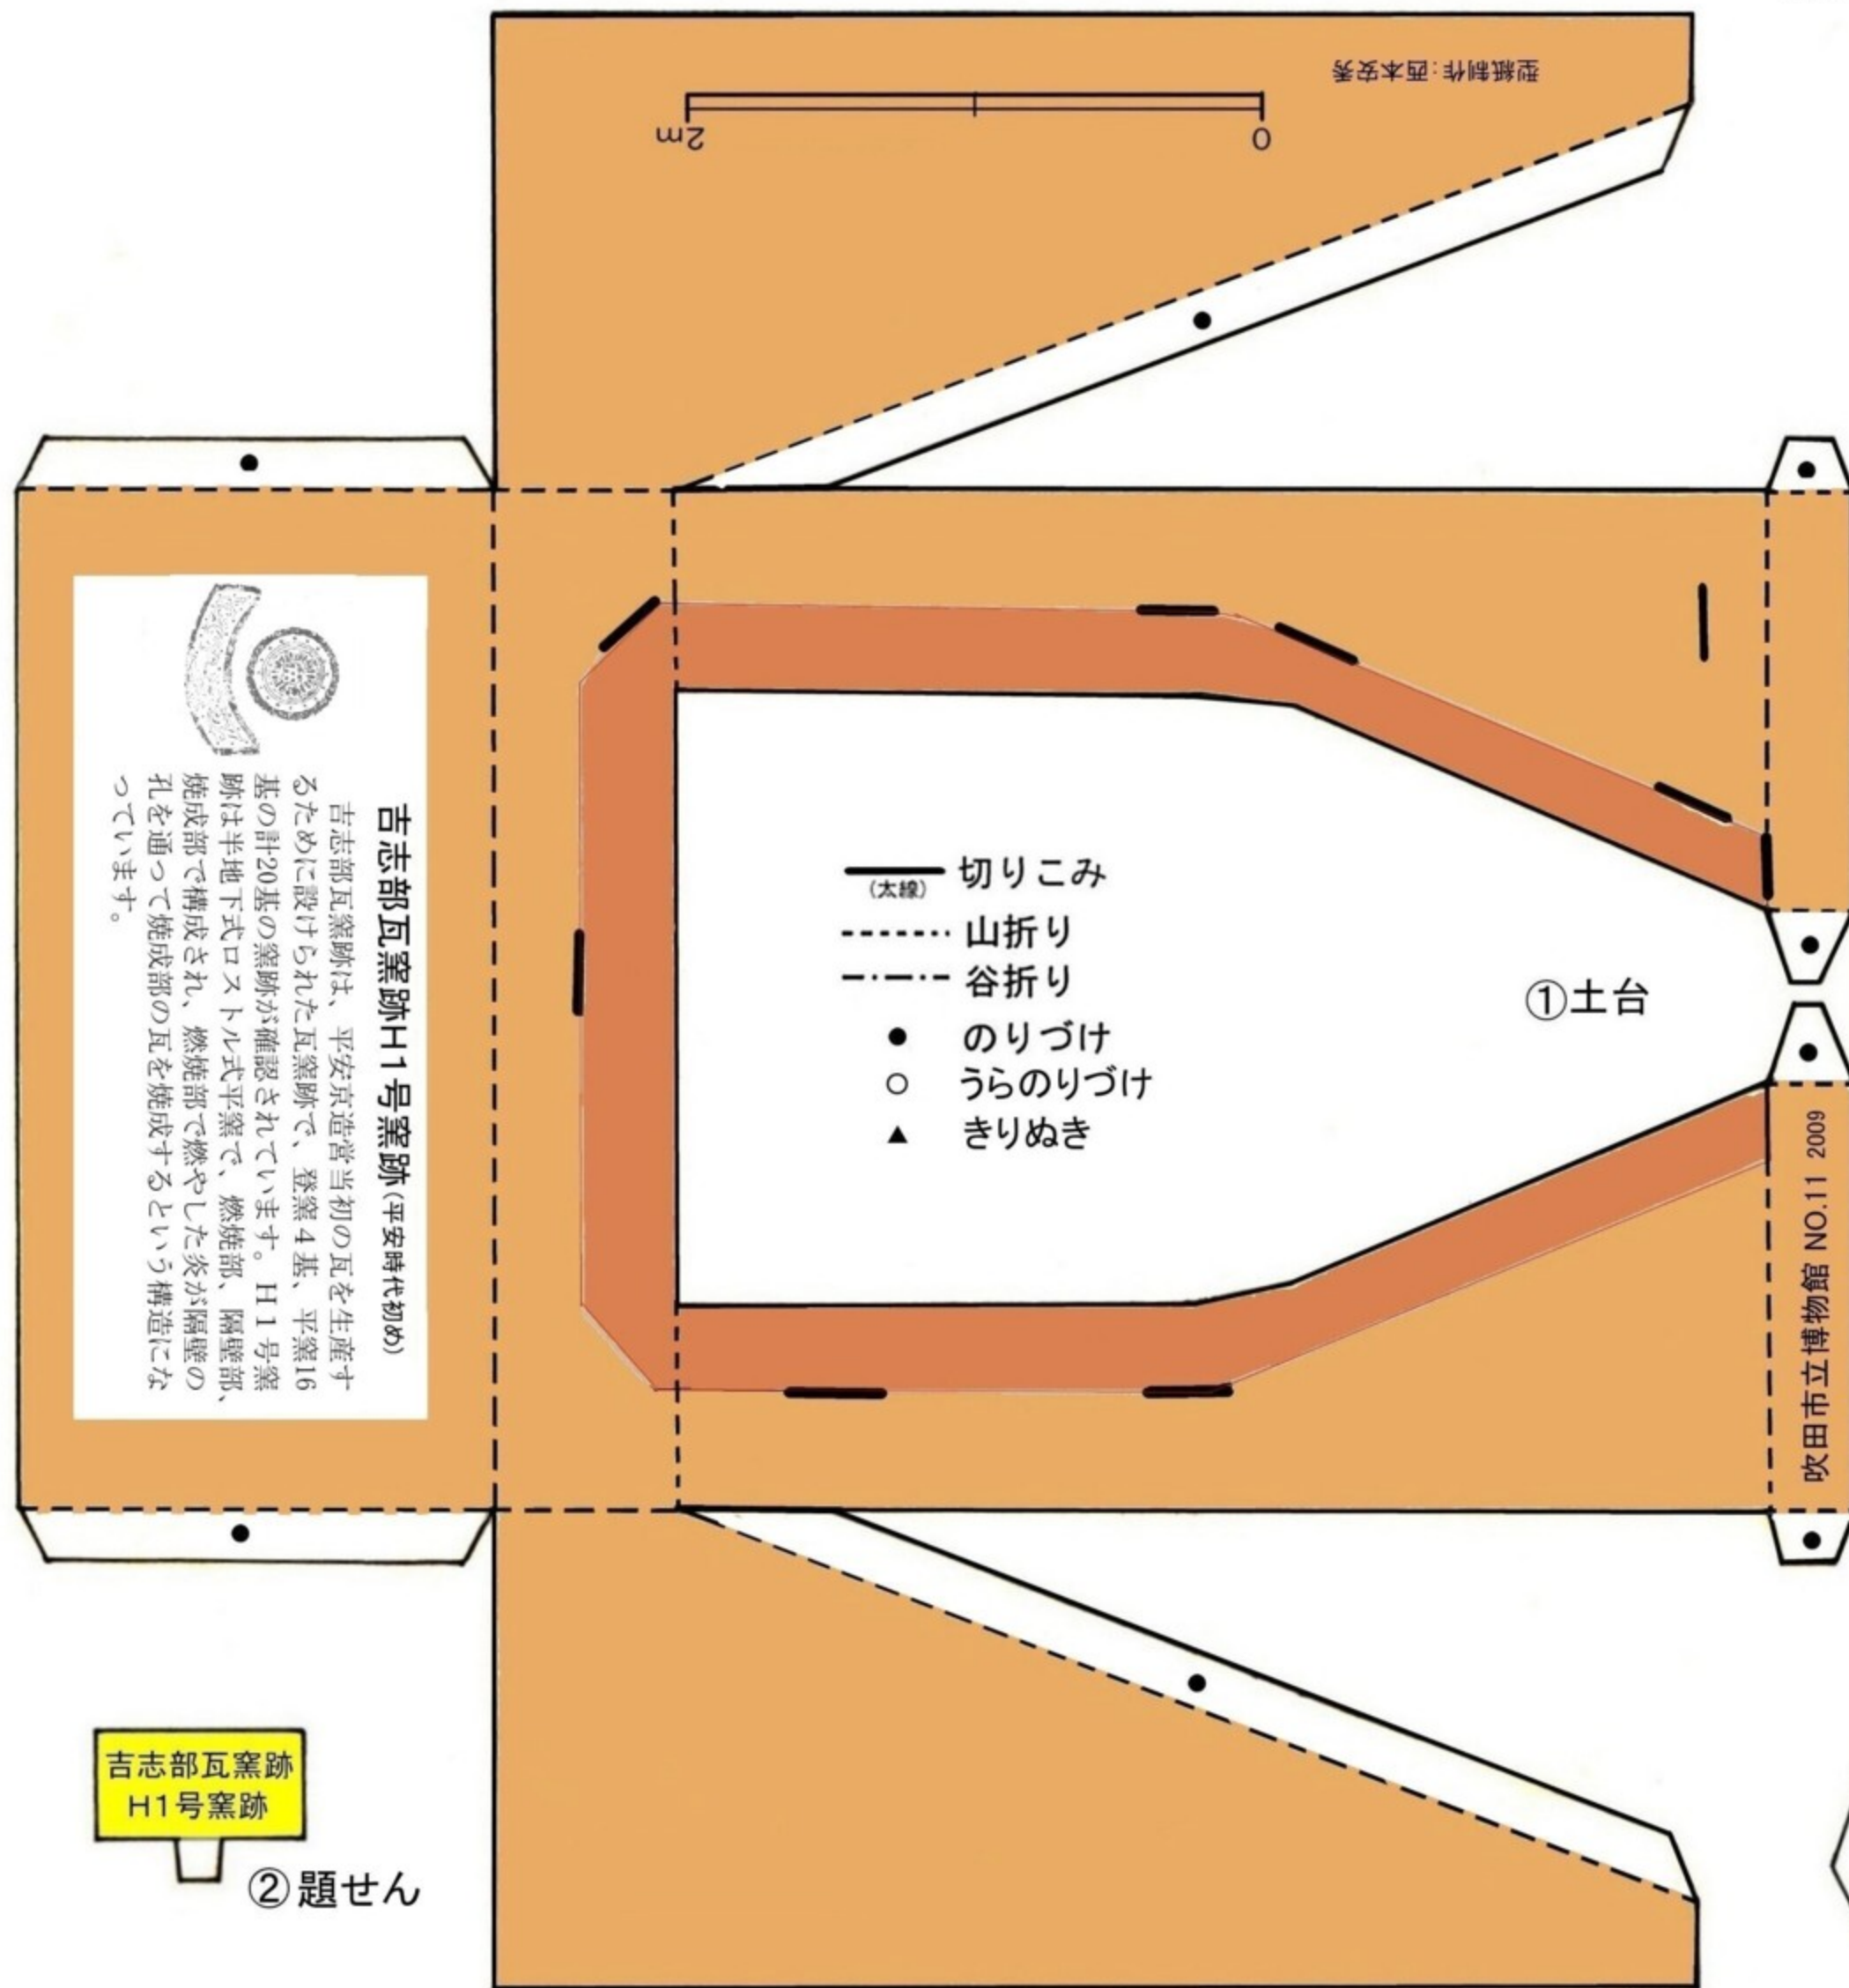 型紙制作:西本安秀
0
2m
吉志部瓦窯跡H1号窯跡(平安時代初め)
吉志部瓦窯跡は、平安京造営当初の瓦を生産す
るために設けられた瓦窯跡で、登窯4基、平窯16
基の計20基の窯跡が確認されています。H1号窯
跡は半地下式ロストル式平窯で、燃焼部、隔壁部、
焼成部で構成され、燃焼部で燃やした炎が隔壁の
孔を通って焼成部の瓦を焼成するという構造にな
っています。
切りこみ
(太線)
山折り
谷折り
● のりづけ
○ うらのりづけ
▲ きりぬき
①土台
吹田市立博物館 NO.11 2009
吉志部瓦窯跡
H1号窯跡
②題せん